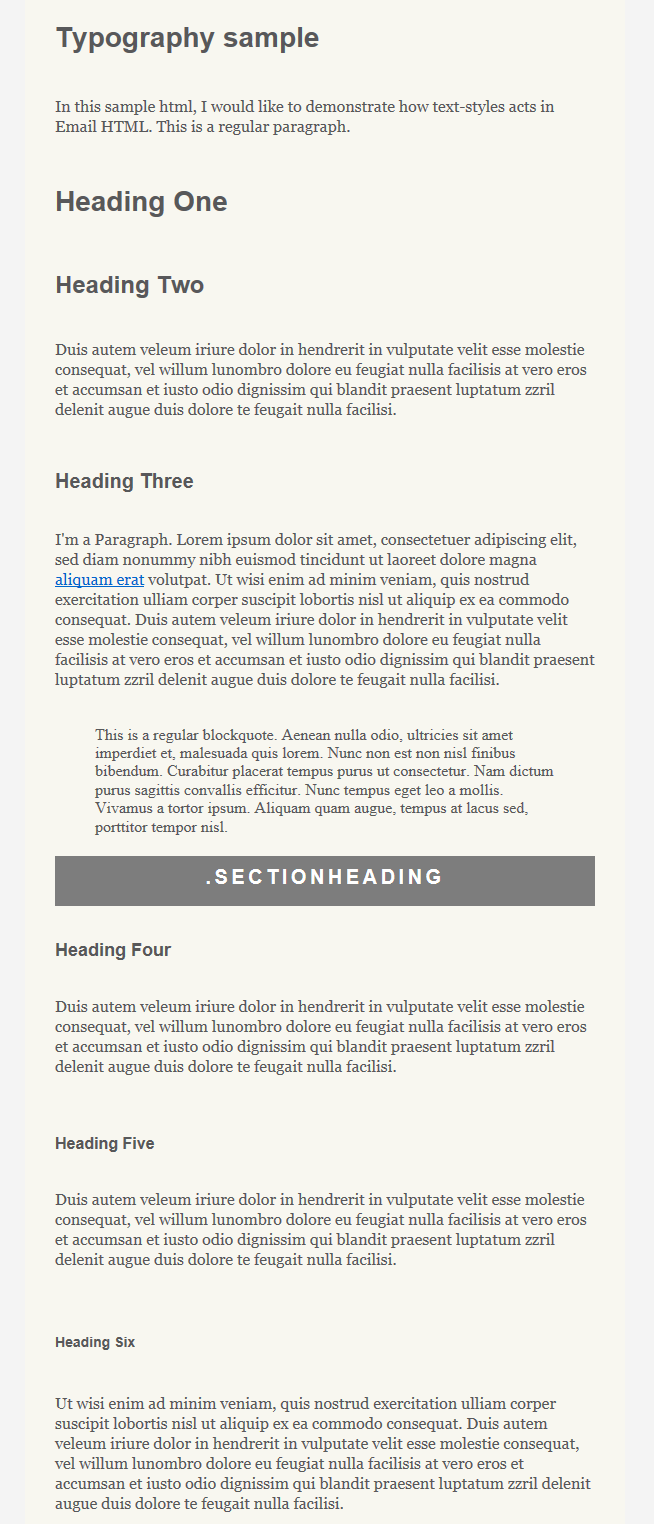 Typography sample
In this sample html, I would like to demonstrate how text-styles acts in
Email HTML. This is a regular paragraph.
Heading One
Heading Two
Duis autem veleum iriure dolor in hendrerit in vulputate velit esse molestie
consequat, vel willum lunombro dolore eu feugiat nulla facilisis at vero eros
et accumsan et iusto odio dignissim qui blandit praesent luptatum zzril
delenit augue duis dolore te feugait nulla facilisi.
Heading Three
I'm a Paragraph. Lorem ipsum dolor sit amet, consectetuer adipiscing elit,
sed diam nonummy nibh euismod tincidunt ut laoreet dolore magna
aliquam erat volutpat. Ut wisi enim ad minim veniam, quis nostrud
exercitation ulliam corper suscipit lobortis nisl ut aliquip ex ea commodo
consequat. Duis autem veleum iriure dolor in hendrerit in vulputate velit
esse molestie consequat, vel willum lunombro dolore eu feugiat nulla
facilisis at vero eros et accumsan et iusto odio dignissim qui blandit praesent
luptatum zzril delenit augue duis dolore te feugait nulla facilisi.
This is a regular blockquote. Aenean nulla odio, ultricies sit amet
imperdiet et, malesuada quis lorem. Nunc non est non nisl finibus
bibendum. Curabitur placerat tempus purus ut consectetur. Nam dictum
purus sagittis convallis efficitur. Nunc tempus eget leo a mollis.
Vivamus a tortor ipsum. Aliquam quam augue, tempus at lacus sed,
porttitor tempor nisl.
.SECTIONHEADING
Heading Four
Duis autem veleum iriure dolor in hendrerit in vulputate velit esse molestie
consequat, vel willum lunombro dolore eu feugiat nulla facilisis at vero eros
et accumsan et iusto odio dignissim qui blandit praesent luptatum zzril
delenit augue duis dolore te feugait nulla facilisi.
Heading Five
Duis autem veleum iriure dolor in hendrerit in vulputate velit esse molestie
consequat, vel willum lunombro dolore eu feugiat nulla facilisis at vero eros
et accumsan et iusto odio dignissim qui blandit praesent luptatum zzril
delenit augue duis dolore te feugait nulla facilisi.
Heading Six
Ut wisi enim ad minim veniam, quis nostrud exercitation ulliam corper
suscipit lobortis nisl ut aliquip ex ea commodo consequat. Duis autem
veleum iriure dolor in hendrerit in vulputate velit esse molestie consequat,
vel willum lunombro dolore eu feugiat nulla facilisis at vero eros et
accumsan et iusto odio dignissim qui blandit praesent luptatum zzril delenit
augue duis dolore te feugait nulla facilisi.